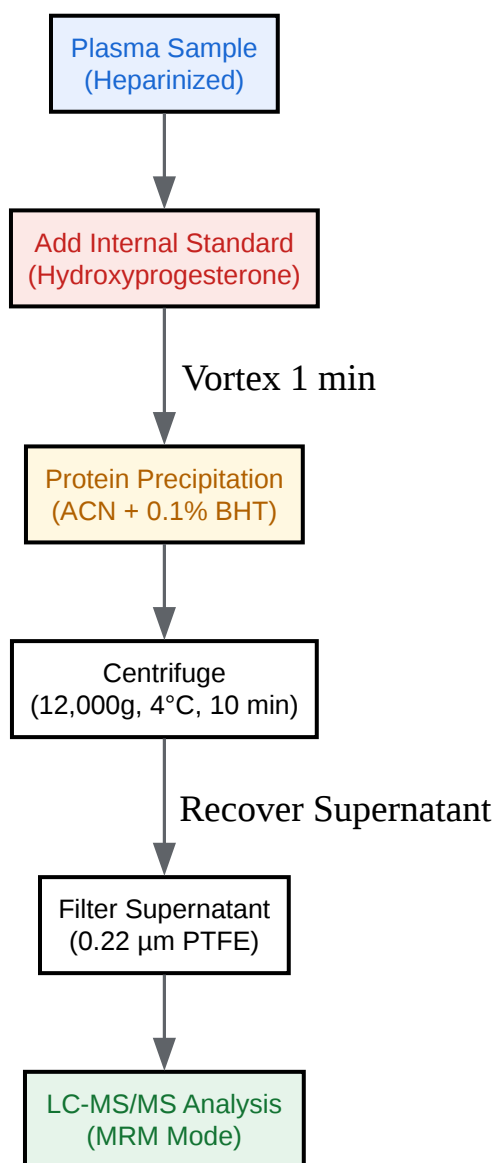 Plasma Sample
(Heparinized)
Add Internal Standard
(Hydroxyprogesterone)
Vortex 1 min
Protein Precipitation
(ACN + 0.1% BHT)
Centrifuge
(12,000g, 4°C, 10 min)
Recover Supernatant
Filter Supernatant
(0.22 µm PTFE)
LC-MS/MS Analysis
(MRM Mode)